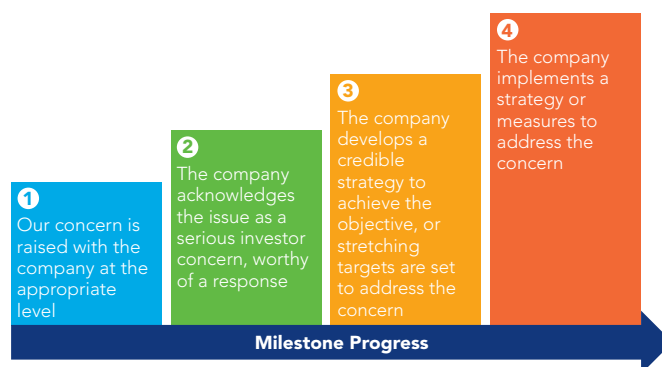 1
Our concern is
raised with the
company at the
appropriate
level
2
The company
acknowledges
the issue as a
serious investor
concern, worthy
of a response
3
The company
develops a
credible
strategy to
achieve the
objective, or
stretching
targets are set
to address the
concern
4
The company
implements a
strategy or
measures to
address the
concern
Milestone Progress